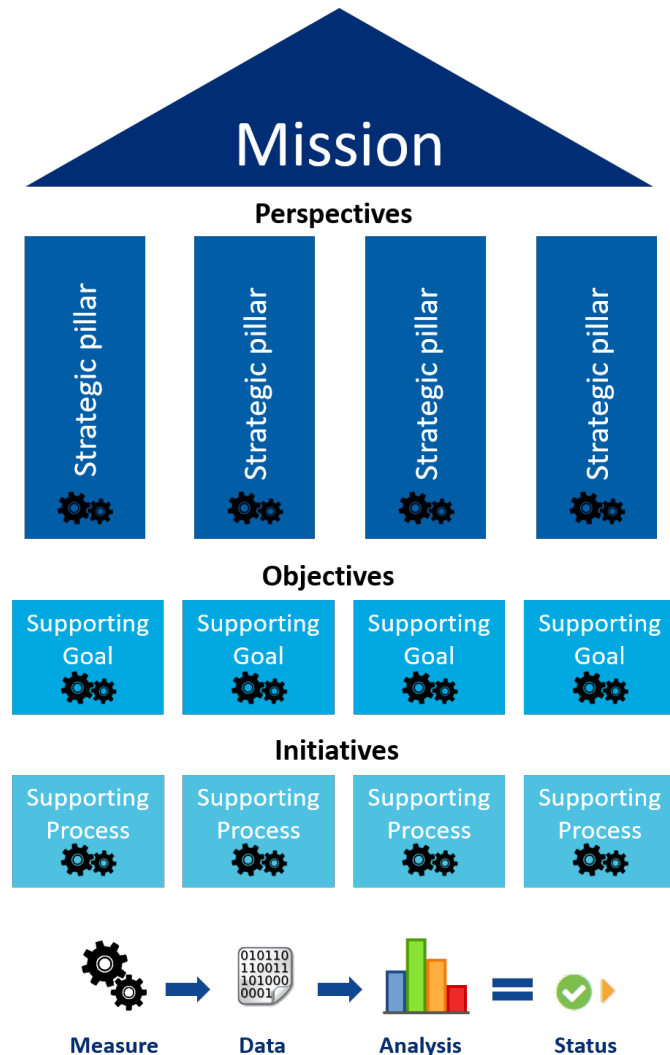 Mission
Perspectives
Strategic pillar
Strategic pillar
Strategic pillar
Strategic pillar
Objectives
Supporting
Goal
Supporting
Goal
Supporting
Goal
Supporting
Goal
Initiatives
Supporting
Process
Supporting
Process
Supporting
Process
Supporting
Process
010110
110011
101000
0001
Measure
Data
Analysis
Status